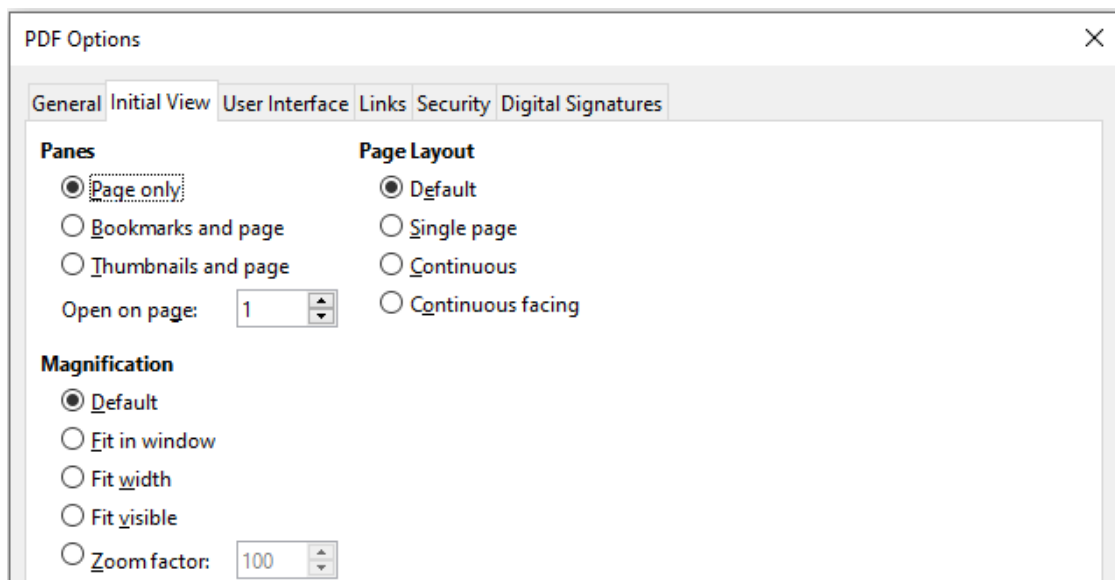 PDF Options
General Initial View User Interface Links Security Digital Signatures
Panes
Page only
Bookmarks and page
Thumbnails and page
Open on page: 1
Page Layout
Default
Single page
Continuous
Continuous facing
Magnification
Default
Fit in window
Fit width
Fit visible
Zoom factor: 100